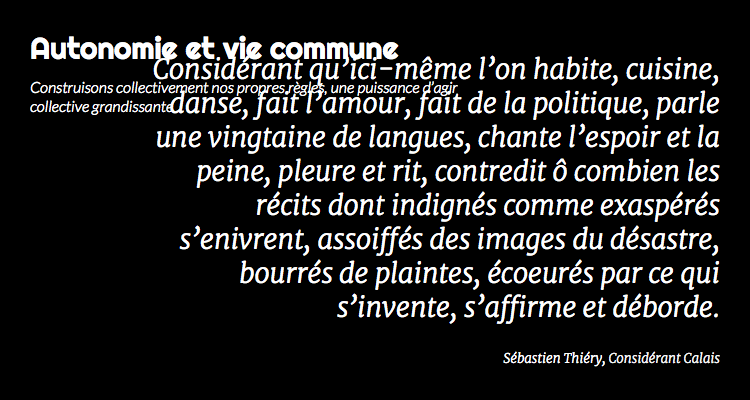 Autonomie et vie commune
Construisons collectivement nos propres règles, une puissance d'agir
collective grandissante.
Considérant qu'ici-même l'on habite, cuisine,
danse, fait l'amour, fait de la politique, parle
une vingtaine de langues, chante l'espoir et la
peine, pleure et rit, contredit ô combien les
récits dont indignés comme exaspérés
s'enivrent, assoiffés des images du désastre,
bourrés de plaintes, écoeurés par ce qui
s'invente, s'affirme et déborde.
Sébastien Thiéry, Considérant Calais